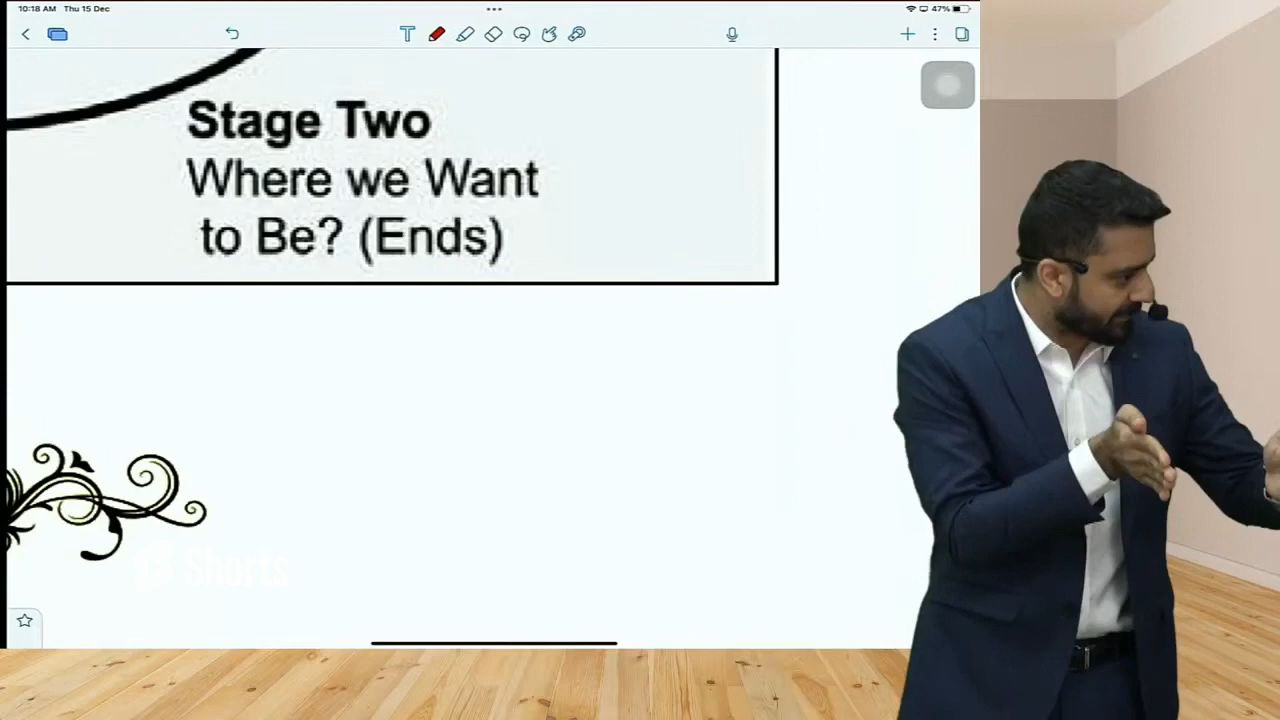 10:18 AM Thu 15 Dec
47%
Stage Two
Where we Want
to Be? (Ends)
Shorts